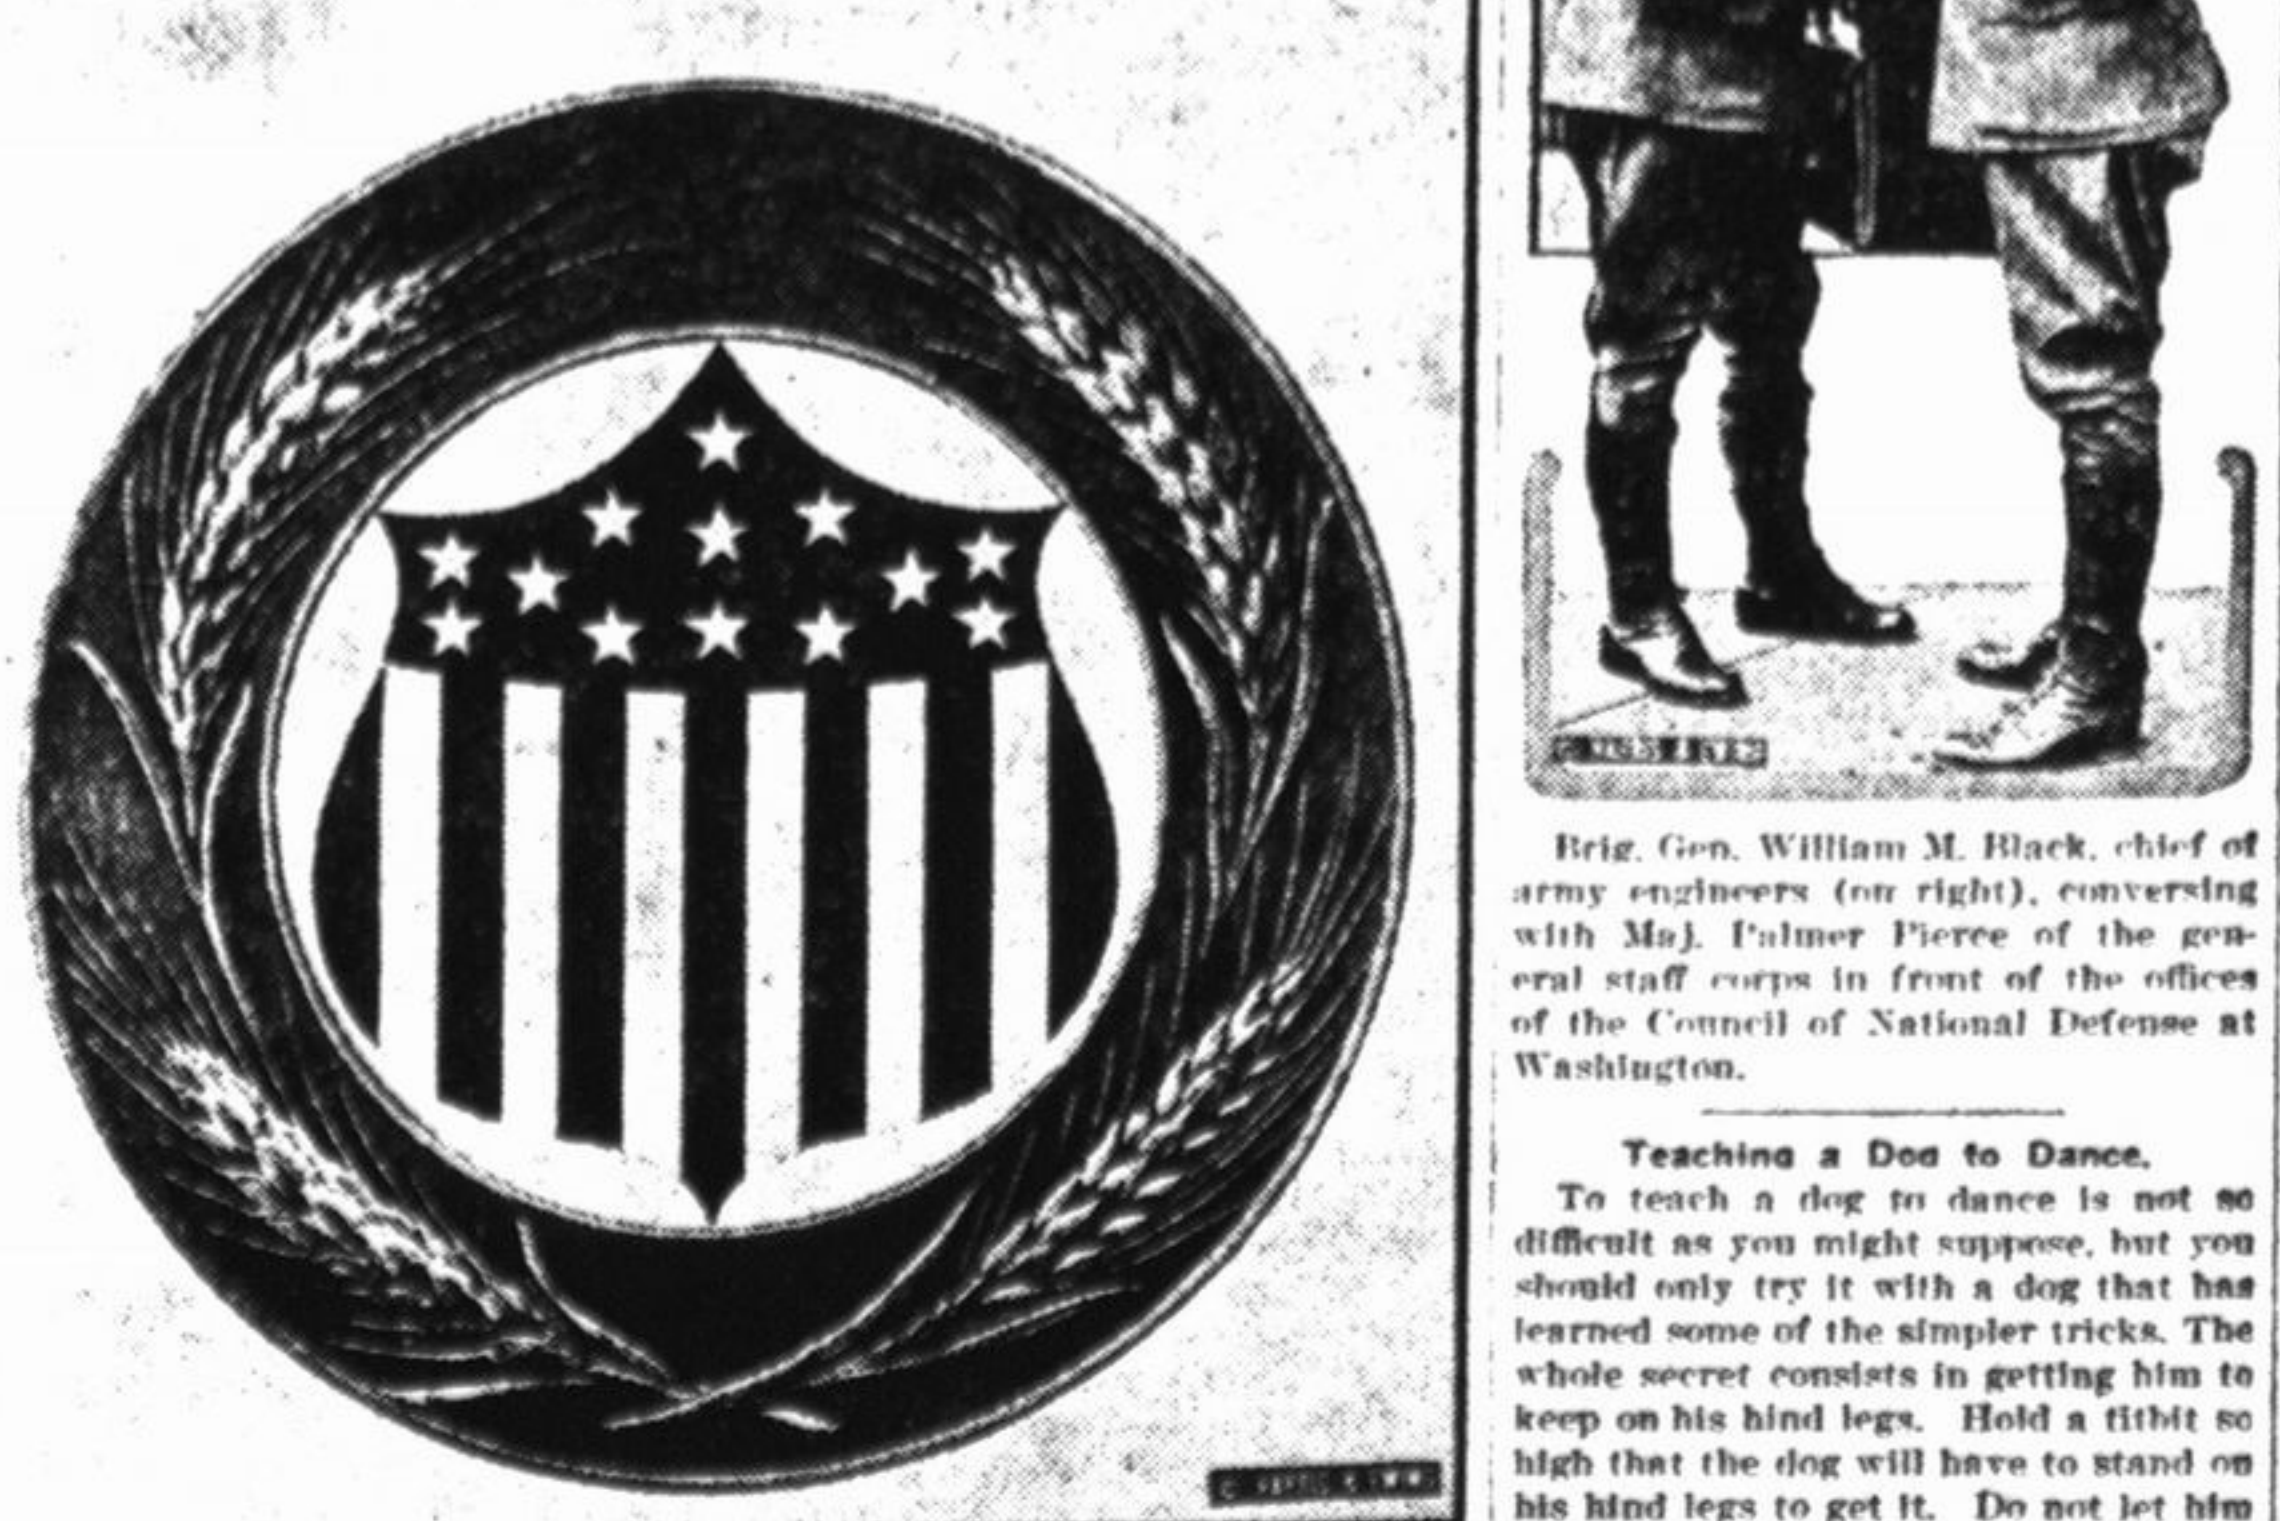 Brig. Gen. William M. Black, chief of
army engineers (on right), conversing
with Maj. Palmer Pierce of the gen-
eral staff corps in front of the offices
of the Council of National Defense at
Washington.
Teaching a Dog to Dance.
To teach a dog to dance is not so
difficult as you might suppose, but you
should only try it with a dog that has
learned some of the simpler tricks. The
whole secret consists in getting him to
keep on his hind legs. Hold a titbit so
high that the dog will have to stand on
his hind legs to get it. Do not let him